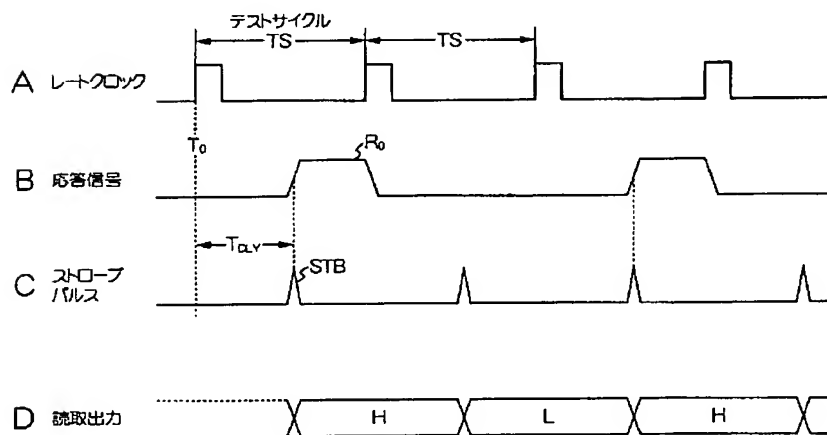 テストサイクル
TS TS
A レートクロック
T₀
R₀
B 応答信号
T_DLY
STB
C ストローブ
パルス
D 読取出力 H L H